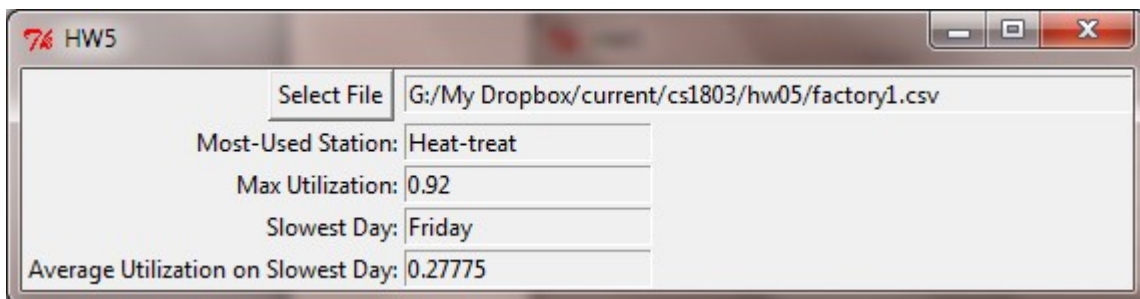 HW5
Select File G:/My Dropbox/current/cs1803/hw05/factory1.csv
Most-Used Station: Heat-treat
Max Utilization: 0.92
Slowest Day: Friday
Average Utilization on Slowest Day: 0.27775